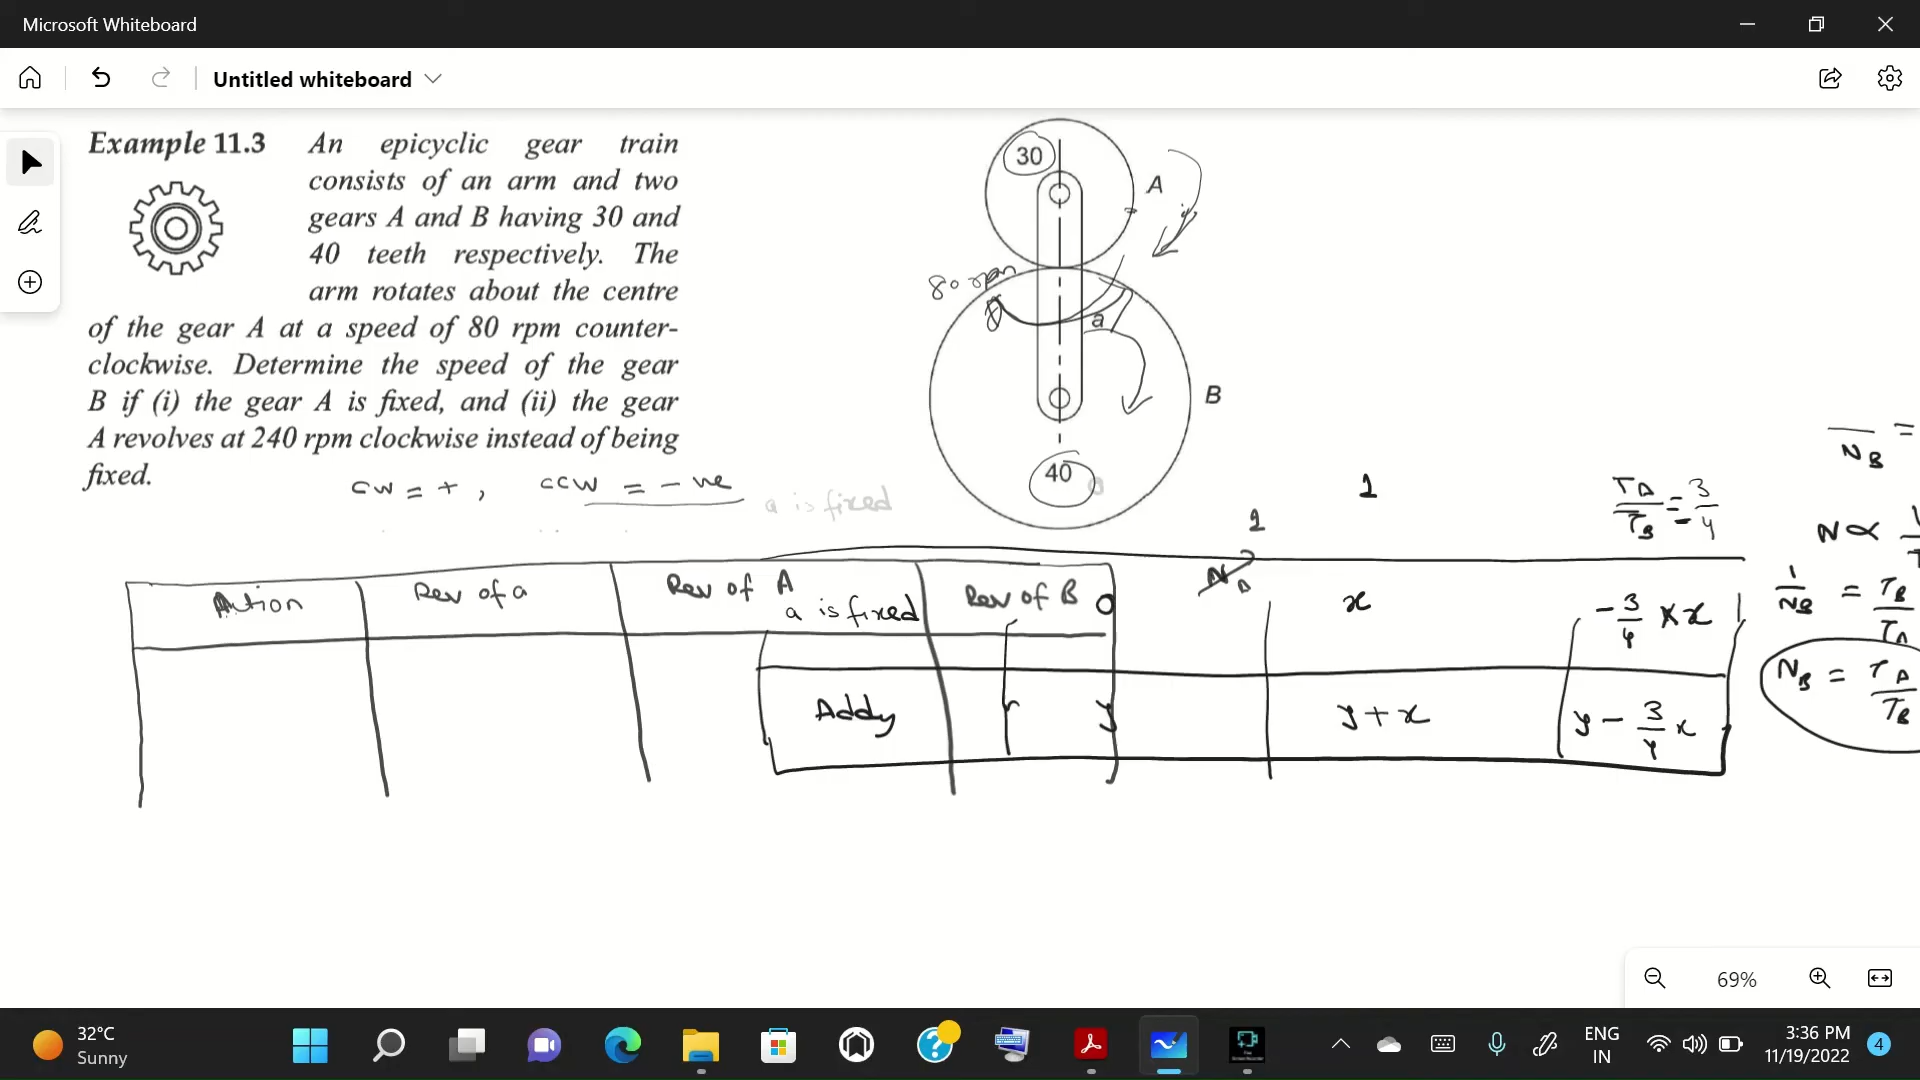 Microsoft Whiteboard
Untitled whiteboard
Example 11.3 An epicyclic gear train
consists of an arm and two
gears A and B having 30 and
40 teeth respectively. The
arm rotates about the centre
of the gear A at a speed of 80 rpm counter-
clockwise. Determine the speed of the gear
B if (i) the gear A is fixed, and (ii) the gear
A revolves at 240 rpm clockwise instead of being
fixed.
30
A
80 rpm
a
B
40
cw = + , ccw = - ve
a is fixed
1
1
TA/TB = 3/4
NB =
N ∝ 1/T
1/NB = TB/TA
NB = TA/TB
Action Rev of a Rev of A Rev of B
a is fixed 0 x - 3/4 × x
Addy y y + x y - 3/4 x
69%
32°C
Sunny
ENG
IN
3:36 PM
11/19/2022
4